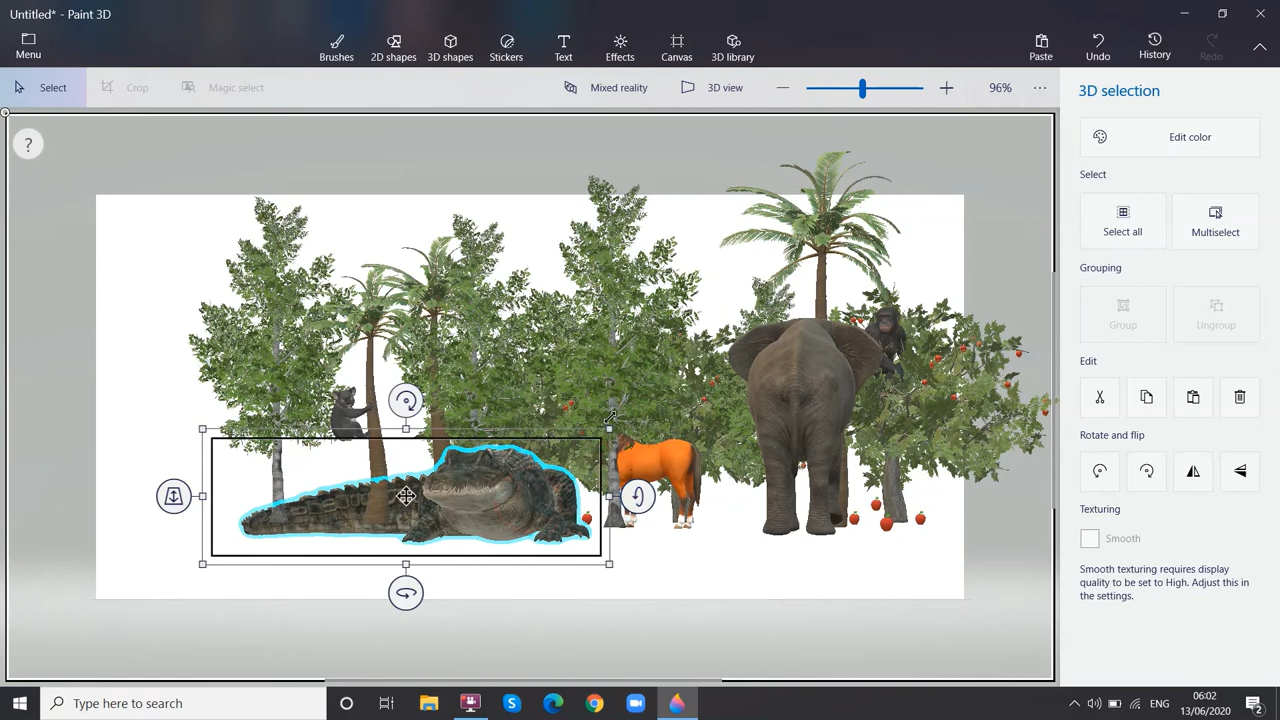 Untitled* - Paint 3D
Menu
Brushes
2D shapes
3D shapes
Stickers
Text
Effects
Canvas
3D library
Paste
Undo
History
Redo
Select
Crop
Magic select
Mixed reality
3D view
96%
?
3D selection
Edit color
Select
Select all
Multiselect
Grouping
Group
Ungroup
Edit
Rotate and flip
Texturing
Smooth
Smooth texturing requires display
quality to be set to High. Adjust this in
the settings.
Type here to search
ENG
06:02
13/06/2020
2